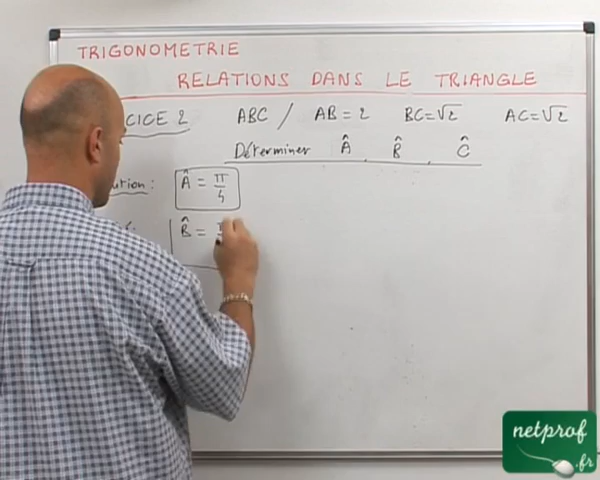 TRIGONOMETRIE
RELATIONS DANS LE TRIANGLE
CICE 2 ABC / AB = 2 BC=√2 AC=√2
Déterminer Â , B̂ , Ĉ
ution : Â = π/4
B̂ =
netprof
.fr